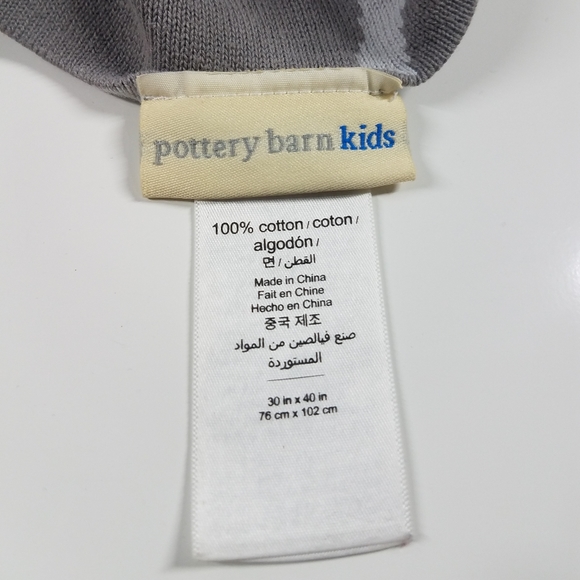 pottery barn kids
100% cotton / coton /
algodón /
면 / القطن /
Made in China
Fait en Chine
Hecho en China
중국 제조
صنع فيالصين من المواد
المستوردة
30 in x 40 in
76 cm x 102 cm